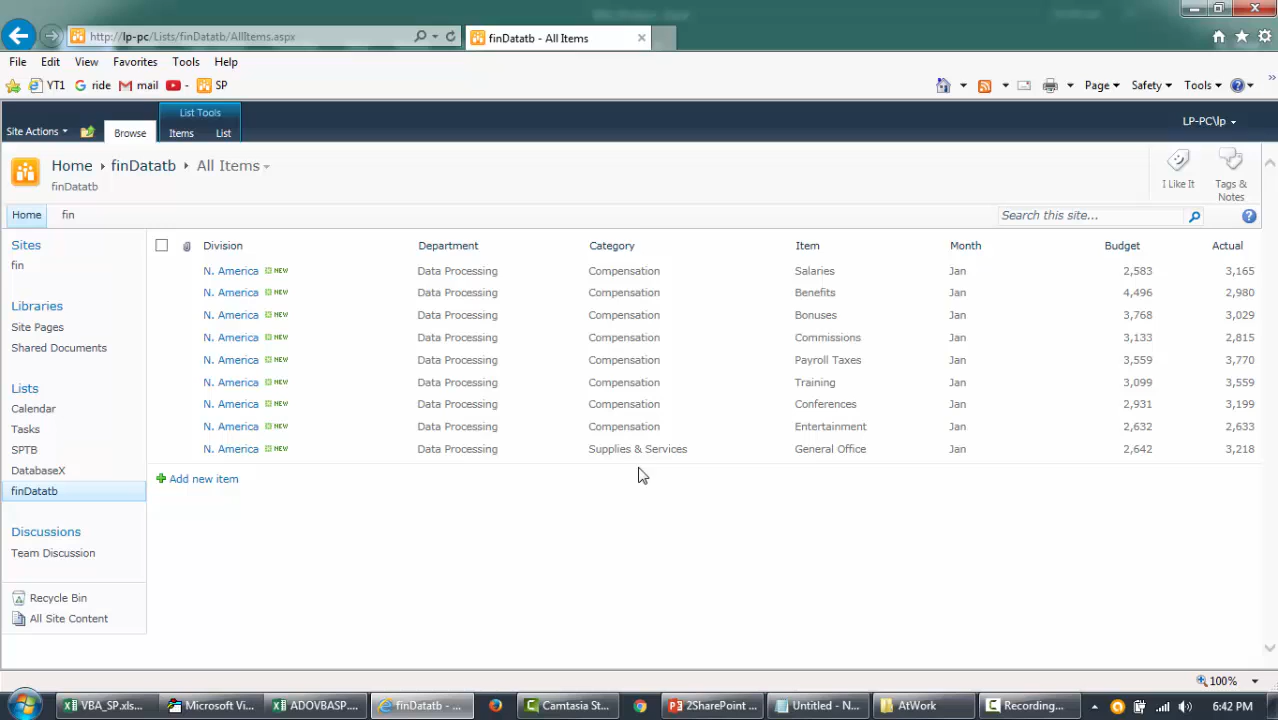 http://lp-pc/Lists/finDatatb/AllItems.aspx
finDatatb - All Items
File Edit View Favorites Tools Help
YT1 ride mail SP Page Safety Tools
Site Actions Browse List Tools Items List LP-PC\lp
Home finDatatb All Items
finDatatb
I Like It
Tags & Notes
Home fin Search this site...
Sites
fin
Libraries
Site Pages
Shared Documents
Lists
Calendar
Tasks
SPTB
DatabaseX
finDatatb
Discussions
Team Discussion
Recycle Bin
All Site Content
Division Department Category Item Month Budget Actual
N. America NEW Data Processing Compensation Salaries Jan 2,583 3,165
N. America NEW Data Processing Compensation Benefits Jan 4,496 2,980
N. America NEW Data Processing Compensation Bonuses Jan 3,768 3,029
N. America NEW Data Processing Compensation Commissions Jan 3,133 2,815
N. America NEW Data Processing Compensation Payroll Taxes Jan 3,559 3,770
N. America NEW Data Processing Compensation Training Jan 3,099 3,559
N. America NEW Data Processing Compensation Conferences Jan 2,931 3,199
N. America NEW Data Processing Compensation Entertainment Jan 2,632 2,633
N. America NEW Data Processing Supplies & Services General Office Jan 2,642 3,218
Add new item
100%
VBA_SP.xls... Microsoft Vi... ADOVBASP.... finDatatb - ... Camtasia St... 2SharePoint ... Untitled - N... AtWork Recording... 6:42 PM